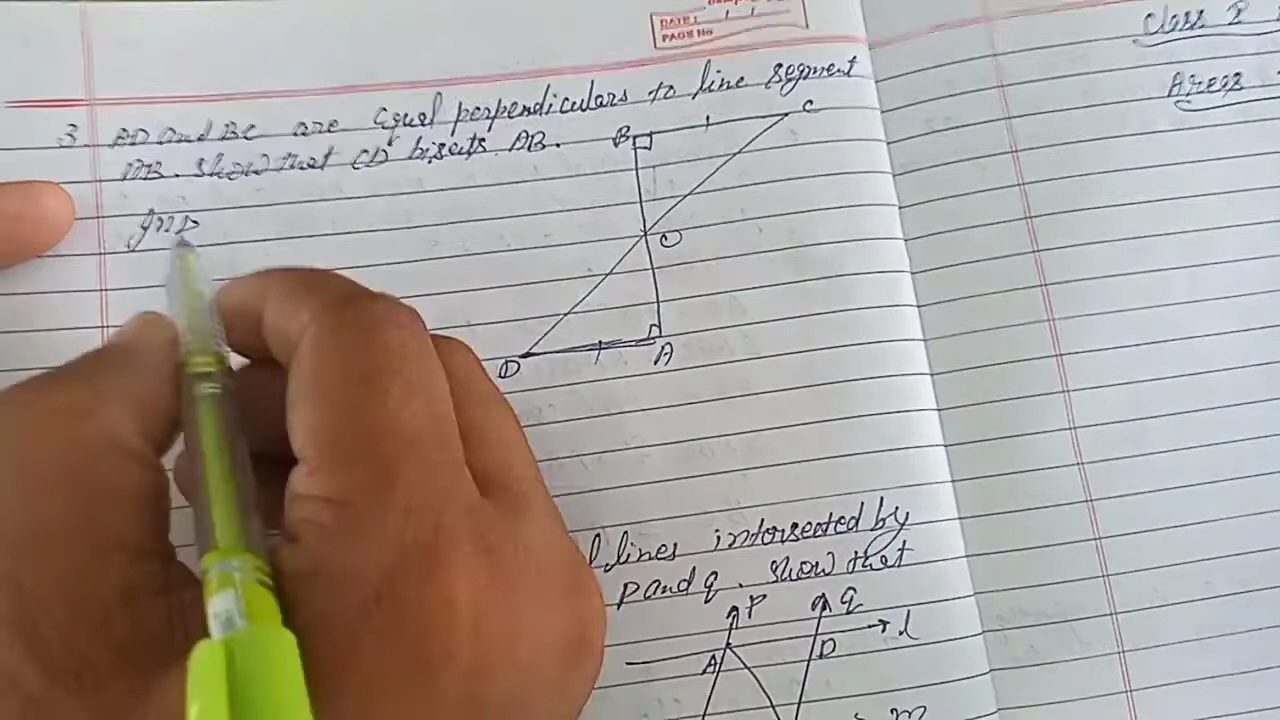 DATE: / /
PAGE No
Class I
Areas
3. AD and BC are Equal perpendiculars to line segment
AB. show that CD bisects AB.
B
C
O
D
A
lines intersected by
p and q. show that
P
q
l
A
D
m